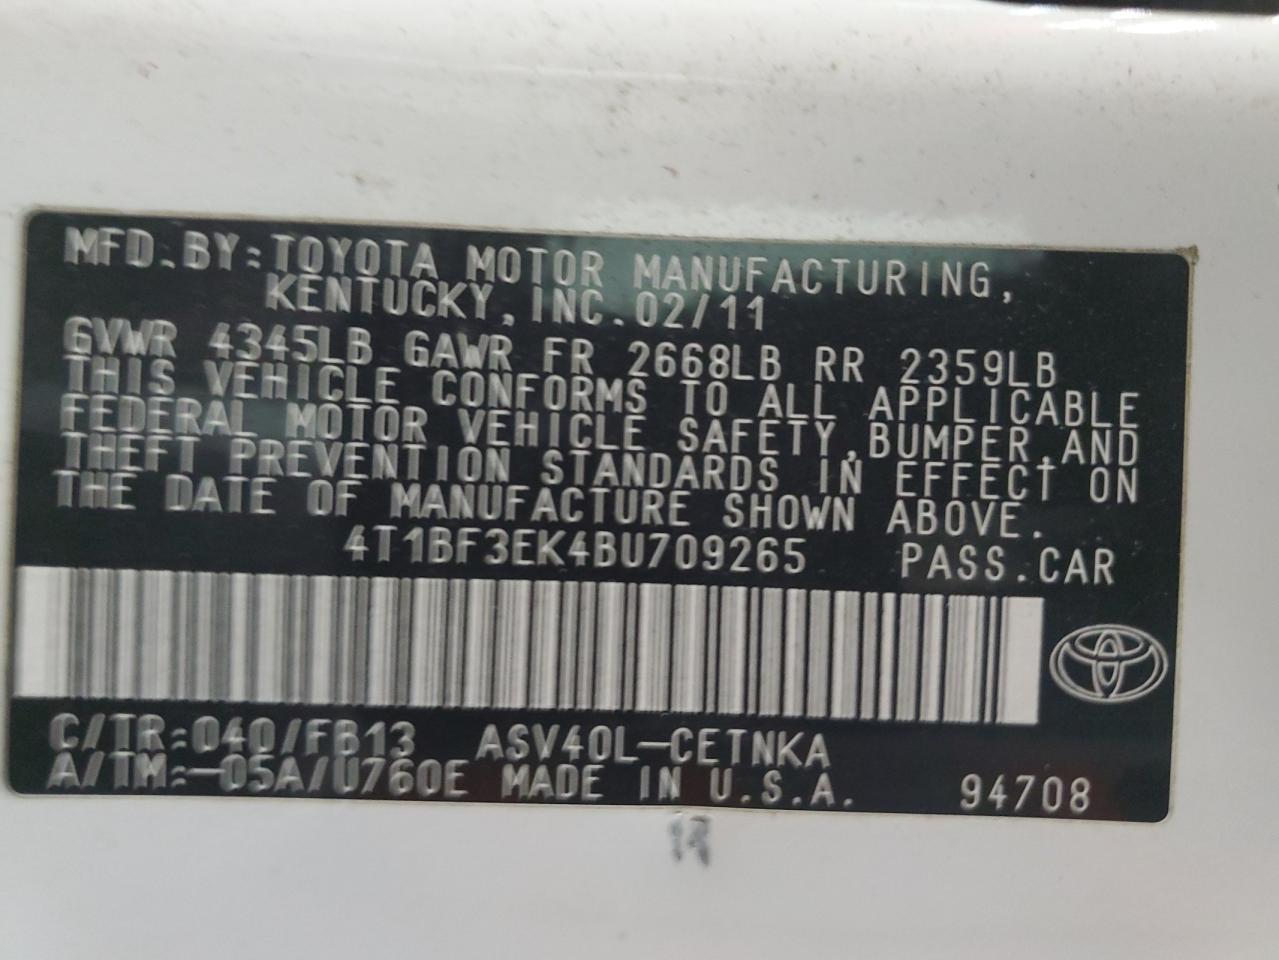 MFD.BY:TOYOTA MOTOR MANUFACTURING,
KENTUCKY, INC. 02/11
GVWR 4345LB GAWR FR 2668LB RR 2359LB
THIS VEHICLE CONFORMS TO ALL APPLICABLE
FEDERAL MOTOR VEHICLE SAFETY,BUMPER,AND
THEFT PREVENTION STANDARDS IN EFFECT ON
THE DATE OF MANUFACTURE SHOWN ABOVE.
4T1BF3EK4BU709265 PASS.CAR
C/TR:040/FB13 ASV40L-CETNKA
A/TM:-05A/U760E MADE IN U.S.A. 94708